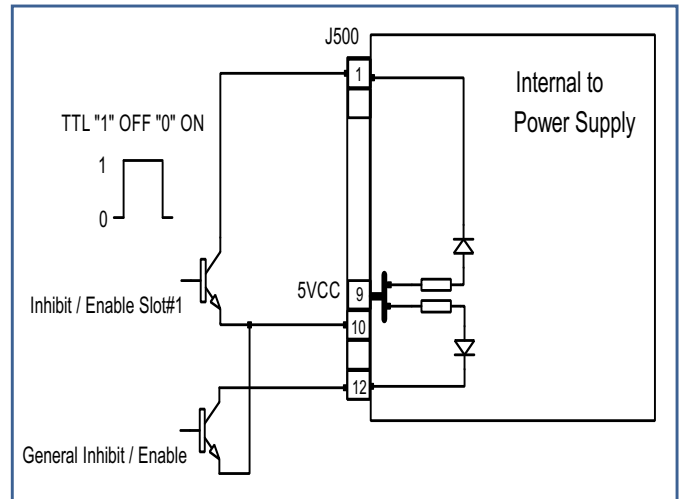 J500
1
Internal to
Power Supply
TTL "1" OFF "0" ON
1
0
5VCC
9
Inhibit / Enable Slot#1
10
12
General Inhibit / Enable